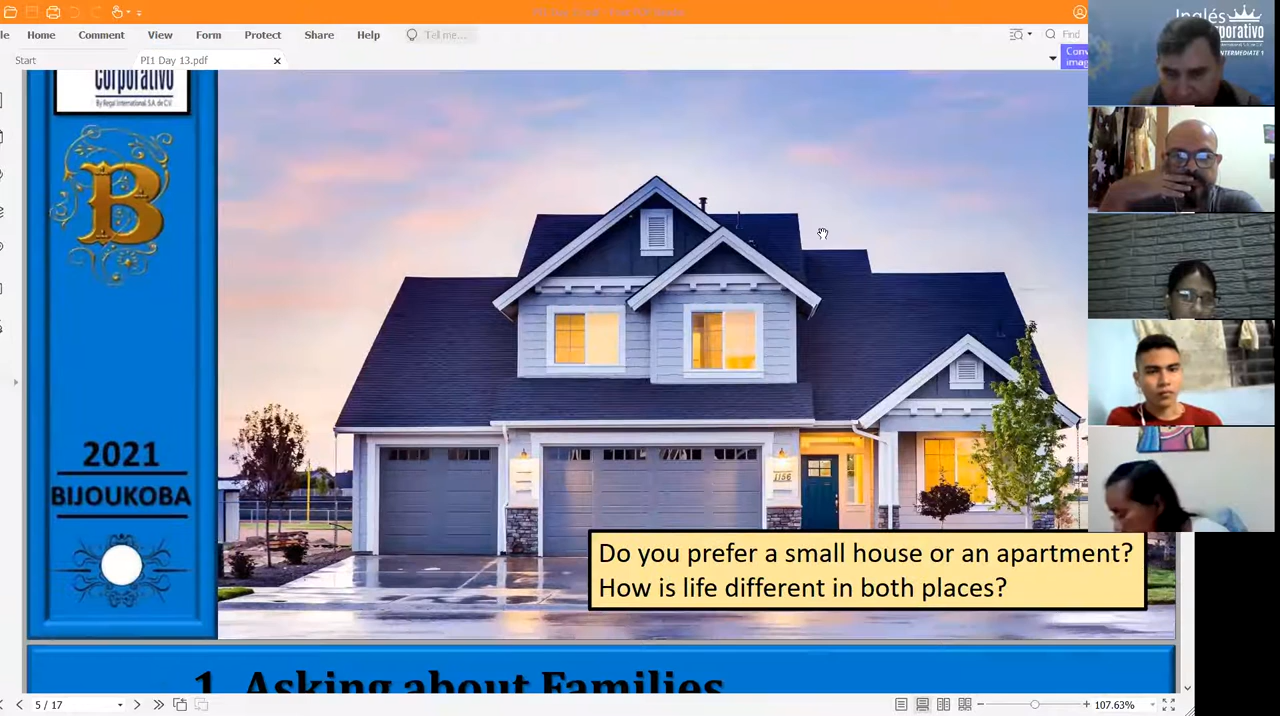 Home Comment View Form Protect Share Help Tell me... Find
Start PI1 Day 13.pdf
corporativo
By Regal International, S.A. de C.V.
B
2021
BIJOUKOBA
1156
Do you prefer a small house or an apartment?
How is life different in both places?
1. Asking about Families
5 / 17
107.63%
Inglés
INTERMEDIATE 1